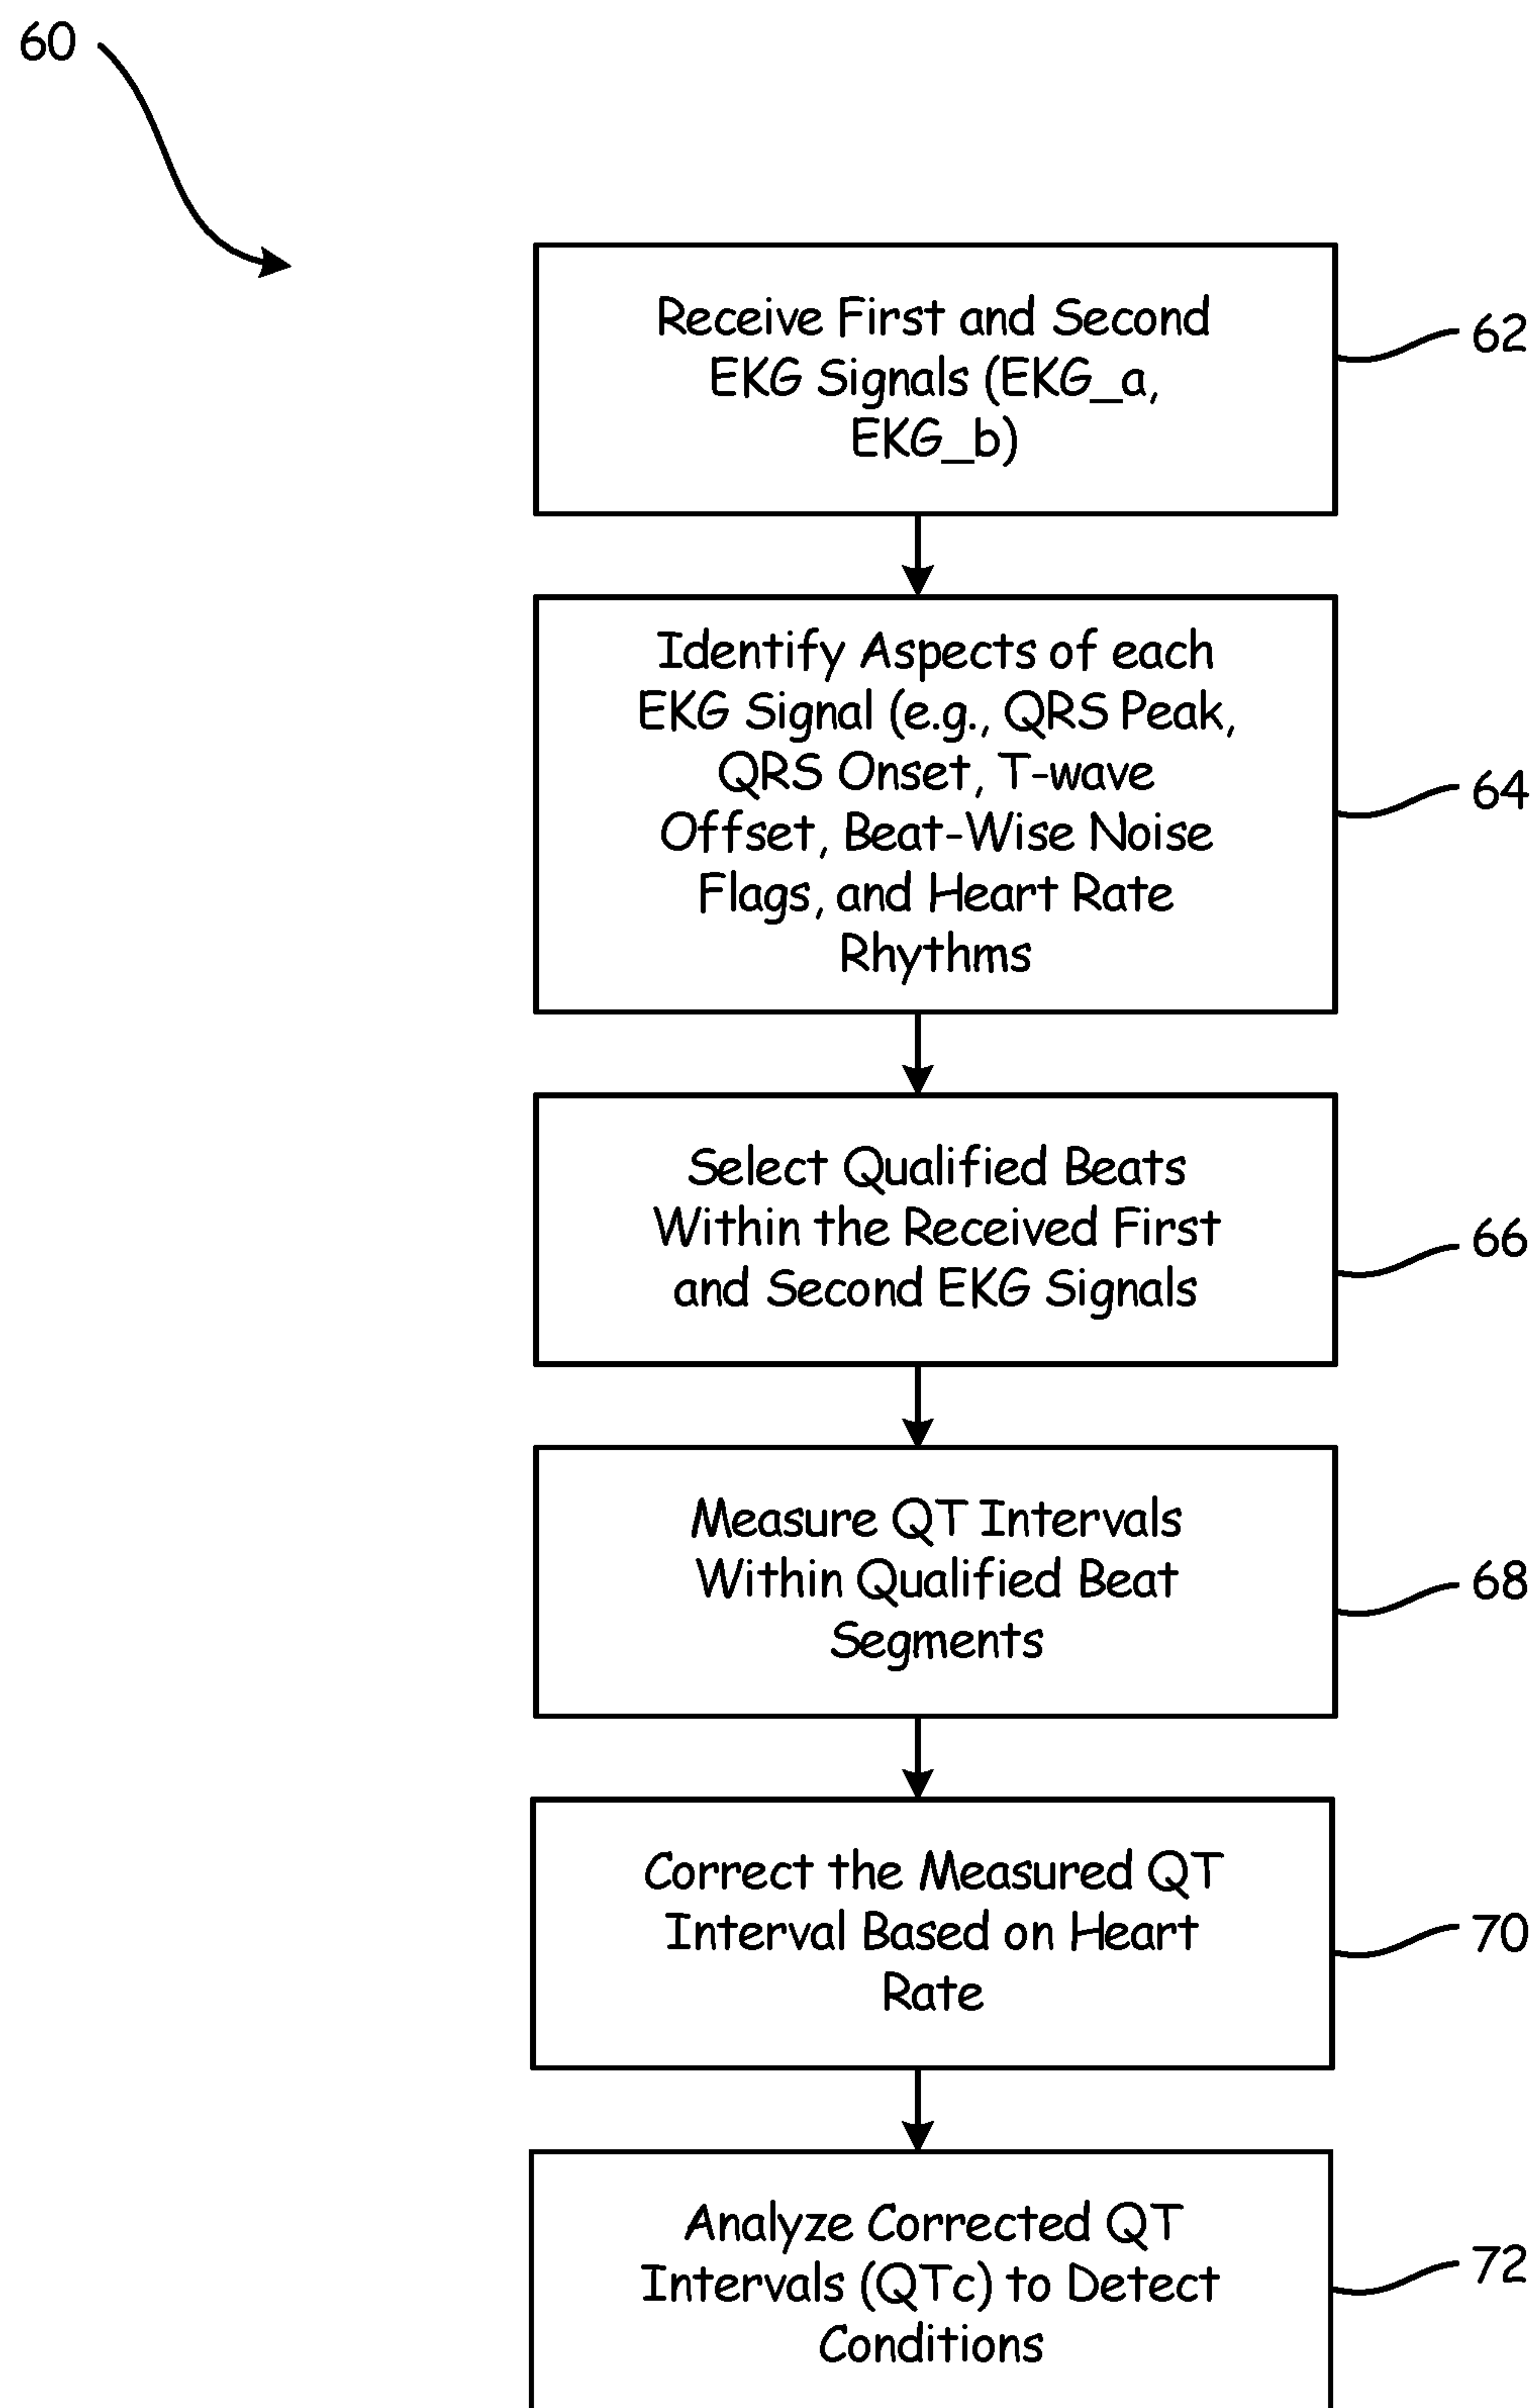 60
Receive First and Second
EKG Signals (EKG_a,
EKG_b)
62
Identify Aspects of each
EKG Signal (e.g., QRS Peak,
QRS Onset, T-wave
Offset, Beat-Wise Noise
Flags, and Heart Rate
Rhythms
64
Select Qualified Beats
Within the Received First
and Second EKG Signals
66
Measure QT Intervals
Within Qualified Beat
Segments
68
Correct the Measured QT
Interval Based on Heart
Rate
70
Analyze Corrected QT
Intervals (QTc) to Detect
Conditions
72